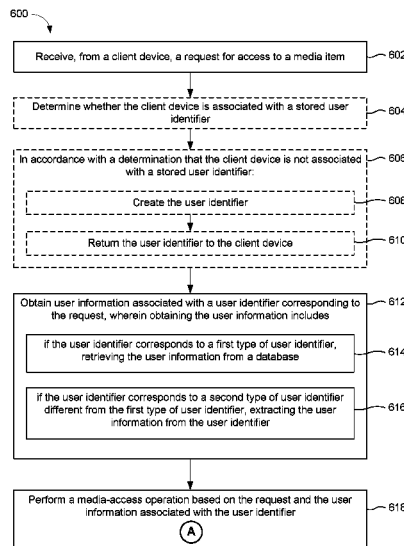 600
Receive, from a client device, a request for access to a media item
602
Determine whether the client device is associated with a stored user
identifier
604
In accordance with a determination that the client device is not associated
with a stored user identifier:
606
Create the user identifier
608
Return the user identifier to the client device
610
Obtain user information associated with a user identifier corresponding to
the request, wherein obtaining the user information includes
612
if the user identifier corresponds to a first type of user identifier,
retrieving the user information from a database
614
if the user identifier corresponds to a second type of user identifier
different from the first type of user identifier, extracting the user
information from the user identifier
616
Perform a media-access operation based on the request and the user
information associated with the user identifier
618
A